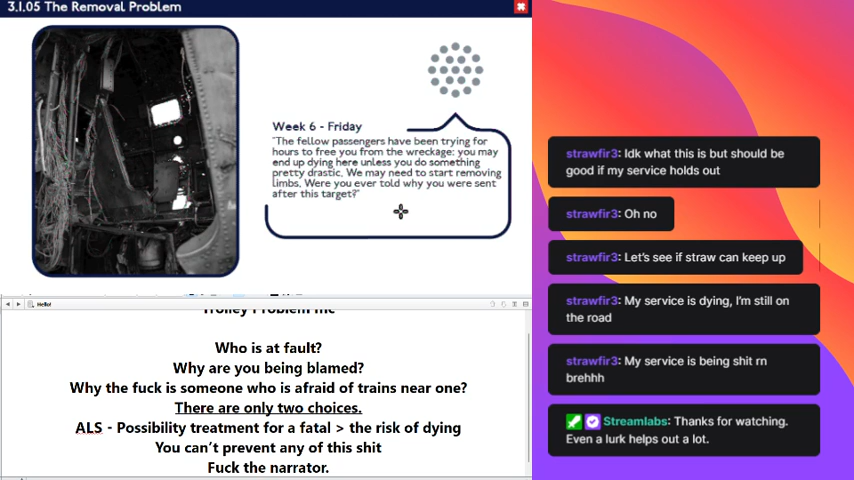 3.1.05 The Removal Problem
Week 6 - Friday
"The fellow passengers have been trying for
hours to free you from the wreckage; you may
end up dying here unless you do something
pretty drastic. We may need to start removing
limbs. Were you ever told why you were sent
after this target?"
Hello!
Trolley Problem Inc
Who is at fault?
Why are you being blamed?
Why the fuck is someone who is afraid of trains near one?
There are only two choices.
ALS - Possibility treatment for a fatal > the risk of dying
You can't prevent any of this shit
Fuck the narrator.
strawfir3: Idk what this is but should be
good if my service holds out
strawfir3: Oh no
strawfir3: Let's see if straw can keep up
strawfir3: My service is dying, I'm still on
the road
strawfir3: My service is being shit rn
brehhh
Streamlabs: Thanks for watching.
Even a lurk helps out a lot.